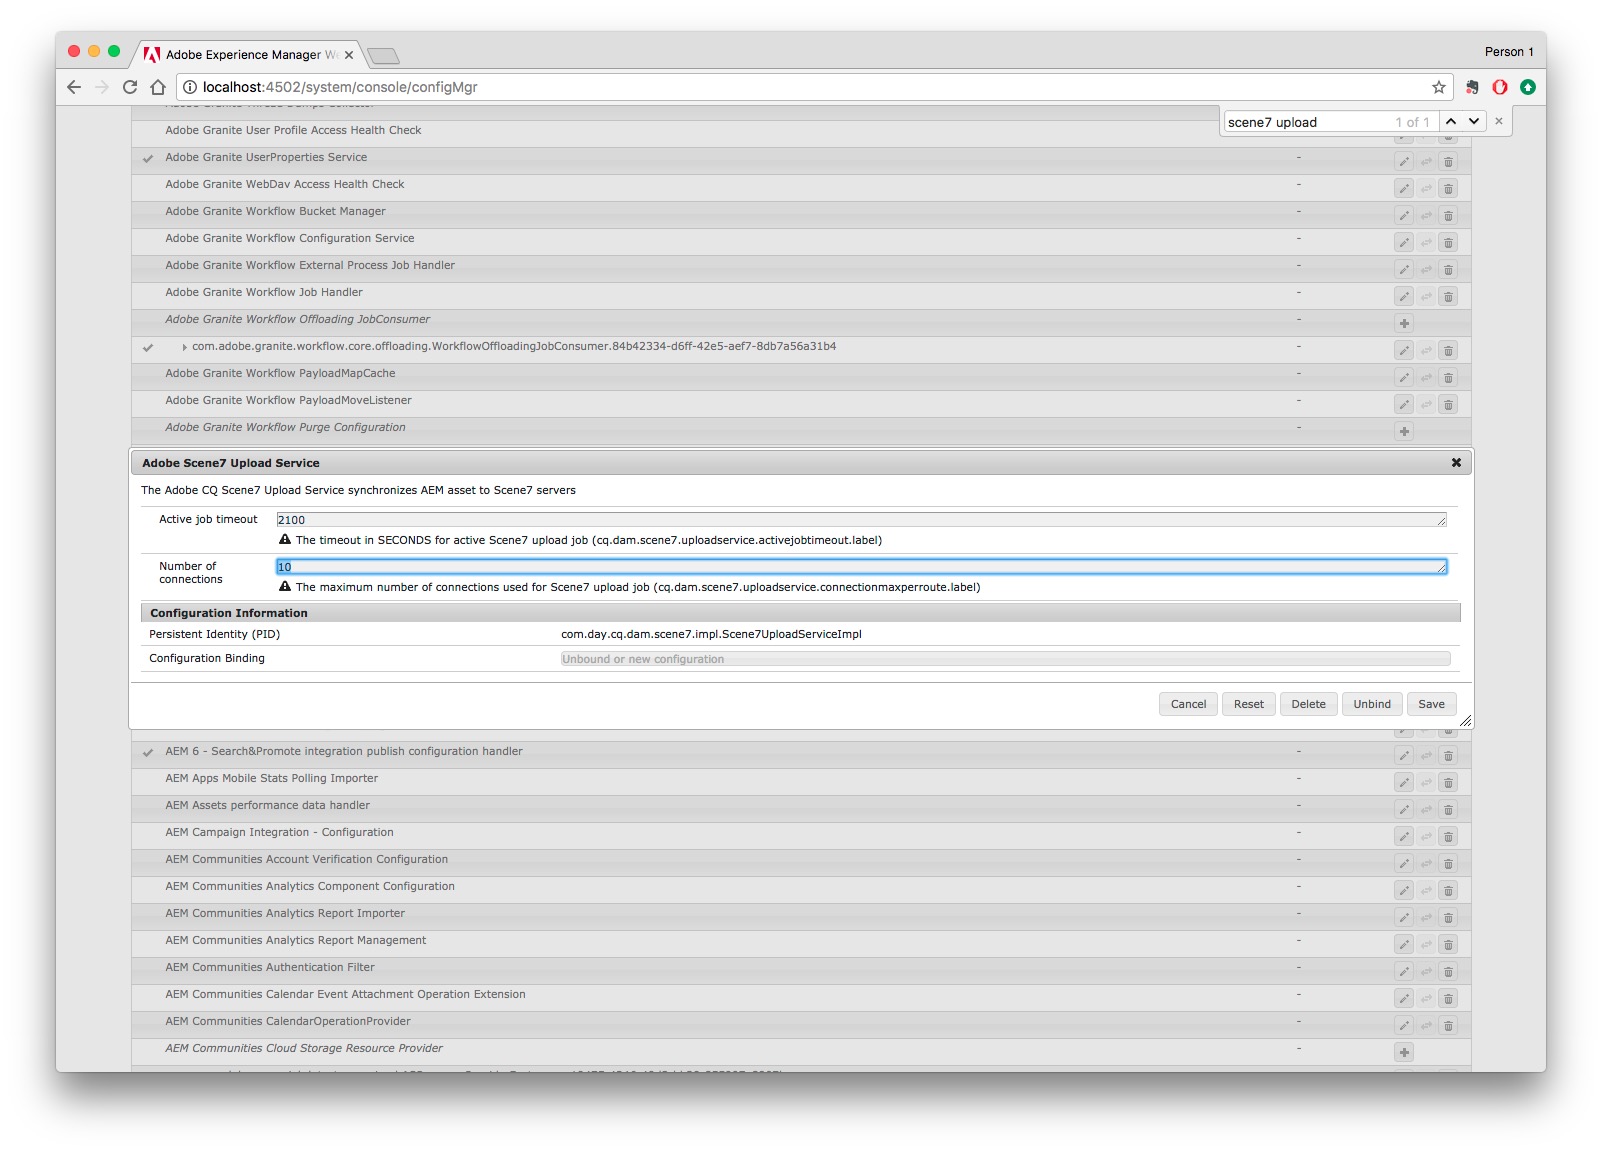 Adobe Experience Manager We
Person 1
localhost:4502/system/console/configMgr
scene7 upload 1 of 1
Adobe Granite User Profile Access Health Check
Adobe Granite UserProperties Service -
Adobe Granite WebDav Access Health Check -
Adobe Granite Workflow Bucket Manager -
Adobe Granite Workflow Configuration Service -
Adobe Granite Workflow External Process Job Handler -
Adobe Granite Workflow Job Handler -
Adobe Granite Workflow Offloading JobConsumer -
com.adobe.granite.workflow.core.offloading.WorkflowOffloadingJobConsumer.84b42334-d6ff-42e5-aef7-8db7a56a31b4 -
Adobe Granite Workflow PayloadMapCache -
Adobe Granite Workflow PayloadMoveListener -
Adobe Granite Workflow Purge Configuration -
Adobe Scene7 Upload Service
The Adobe CQ Scene7 Upload Service synchronizes AEM asset to Scene7 servers
Active job timeout 2100
The timeout in SECONDS for active Scene7 upload job (cq.dam.scene7.uploadservice.activejobtimeout.label)
Number of connections 10
The maximum number of connections used for Scene7 upload job (cq.dam.scene7.uploadservice.connectionmaxperroute.label)
Configuration Information
Persistent Identity (PID) com.day.cq.dam.scene7.impl.Scene7UploadServiceImpl
Configuration Binding Unbound or new configuration
Cancel Reset Delete Unbind Save
AEM 6 - Search&Promote integration publish configuration handler -
AEM Apps Mobile Stats Polling Importer -
AEM Assets performance data handler -
AEM Campaign Integration - Configuration -
AEM Communities Account Verification Configuration -
AEM Communities Analytics Component Configuration -
AEM Communities Analytics Report Importer -
AEM Communities Analytics Report Management -
AEM Communities Authentication Filter -
AEM Communities Calendar Event Attachment Operation Extension -
AEM Communities CalendarOperationProvider -
AEM Communities Cloud Storage Resource Provider -